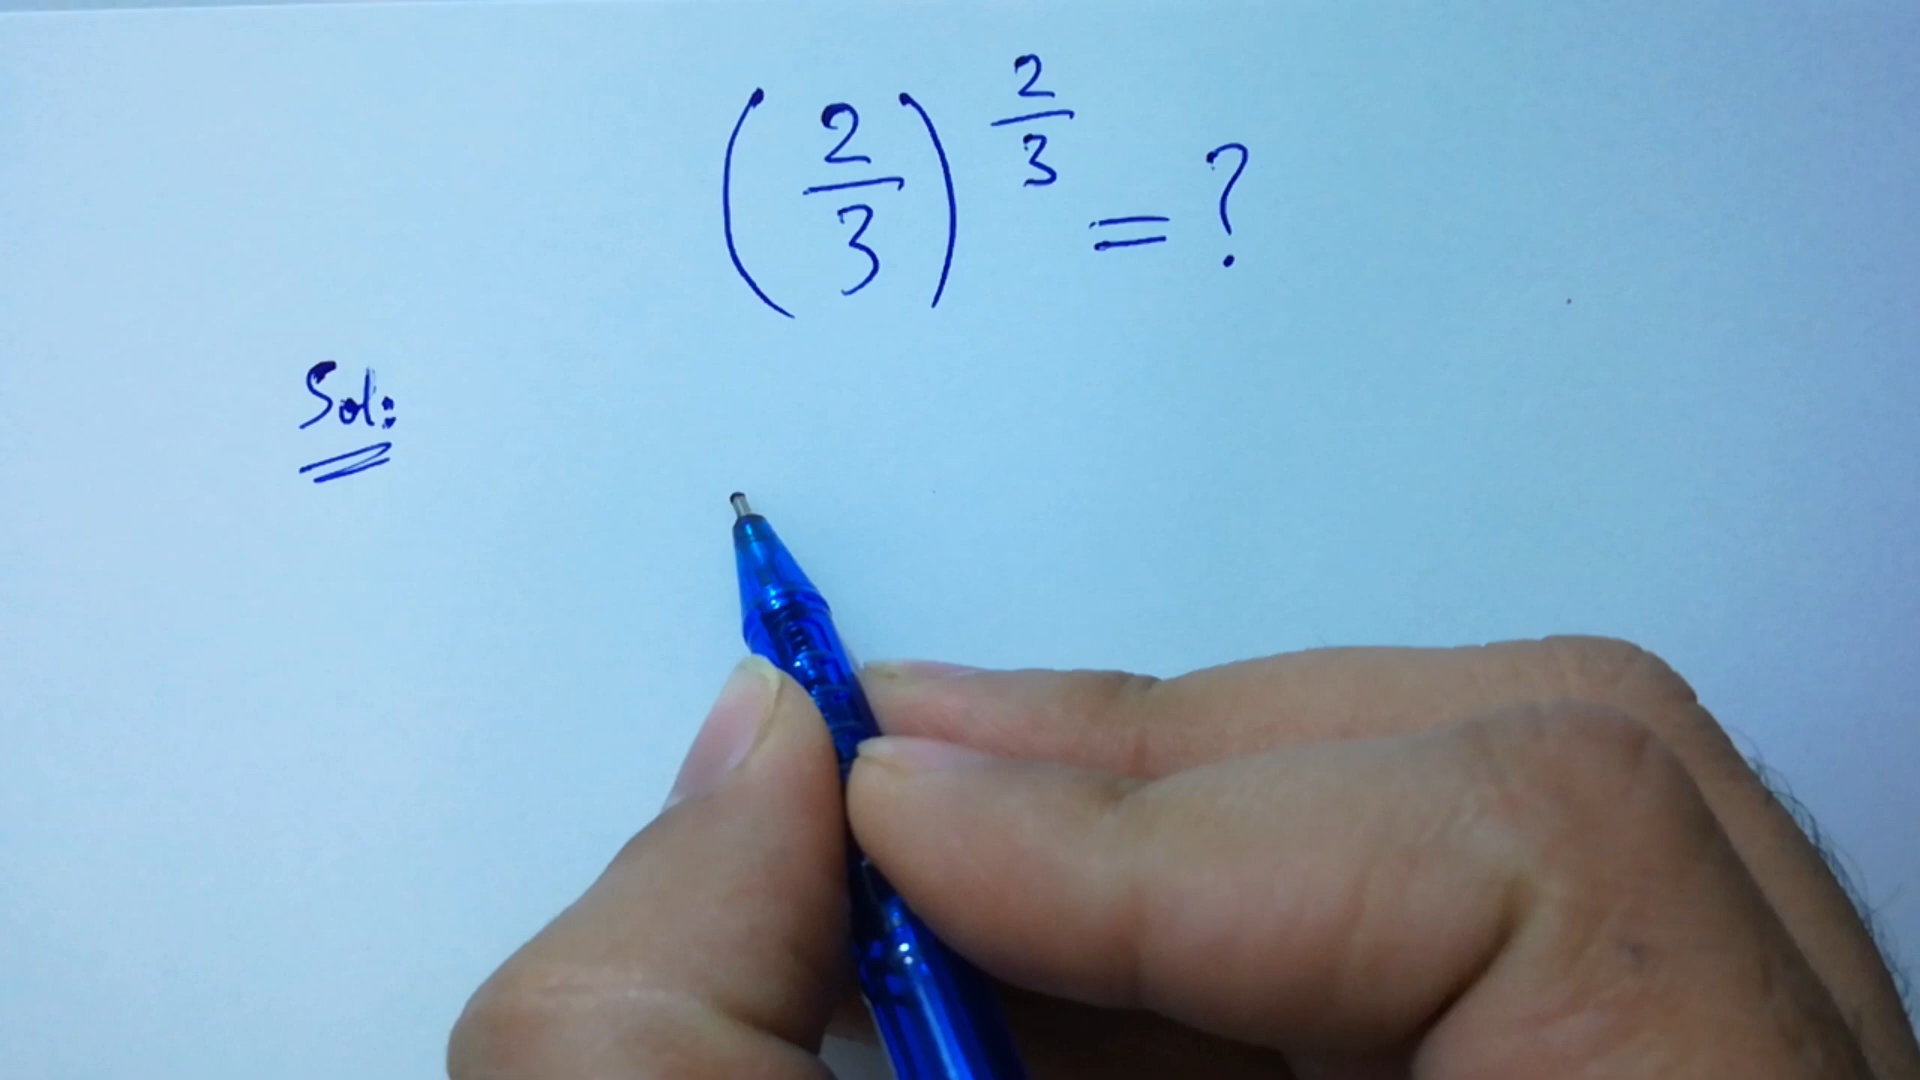 (2/3)^(2/3) = ?
Sol: